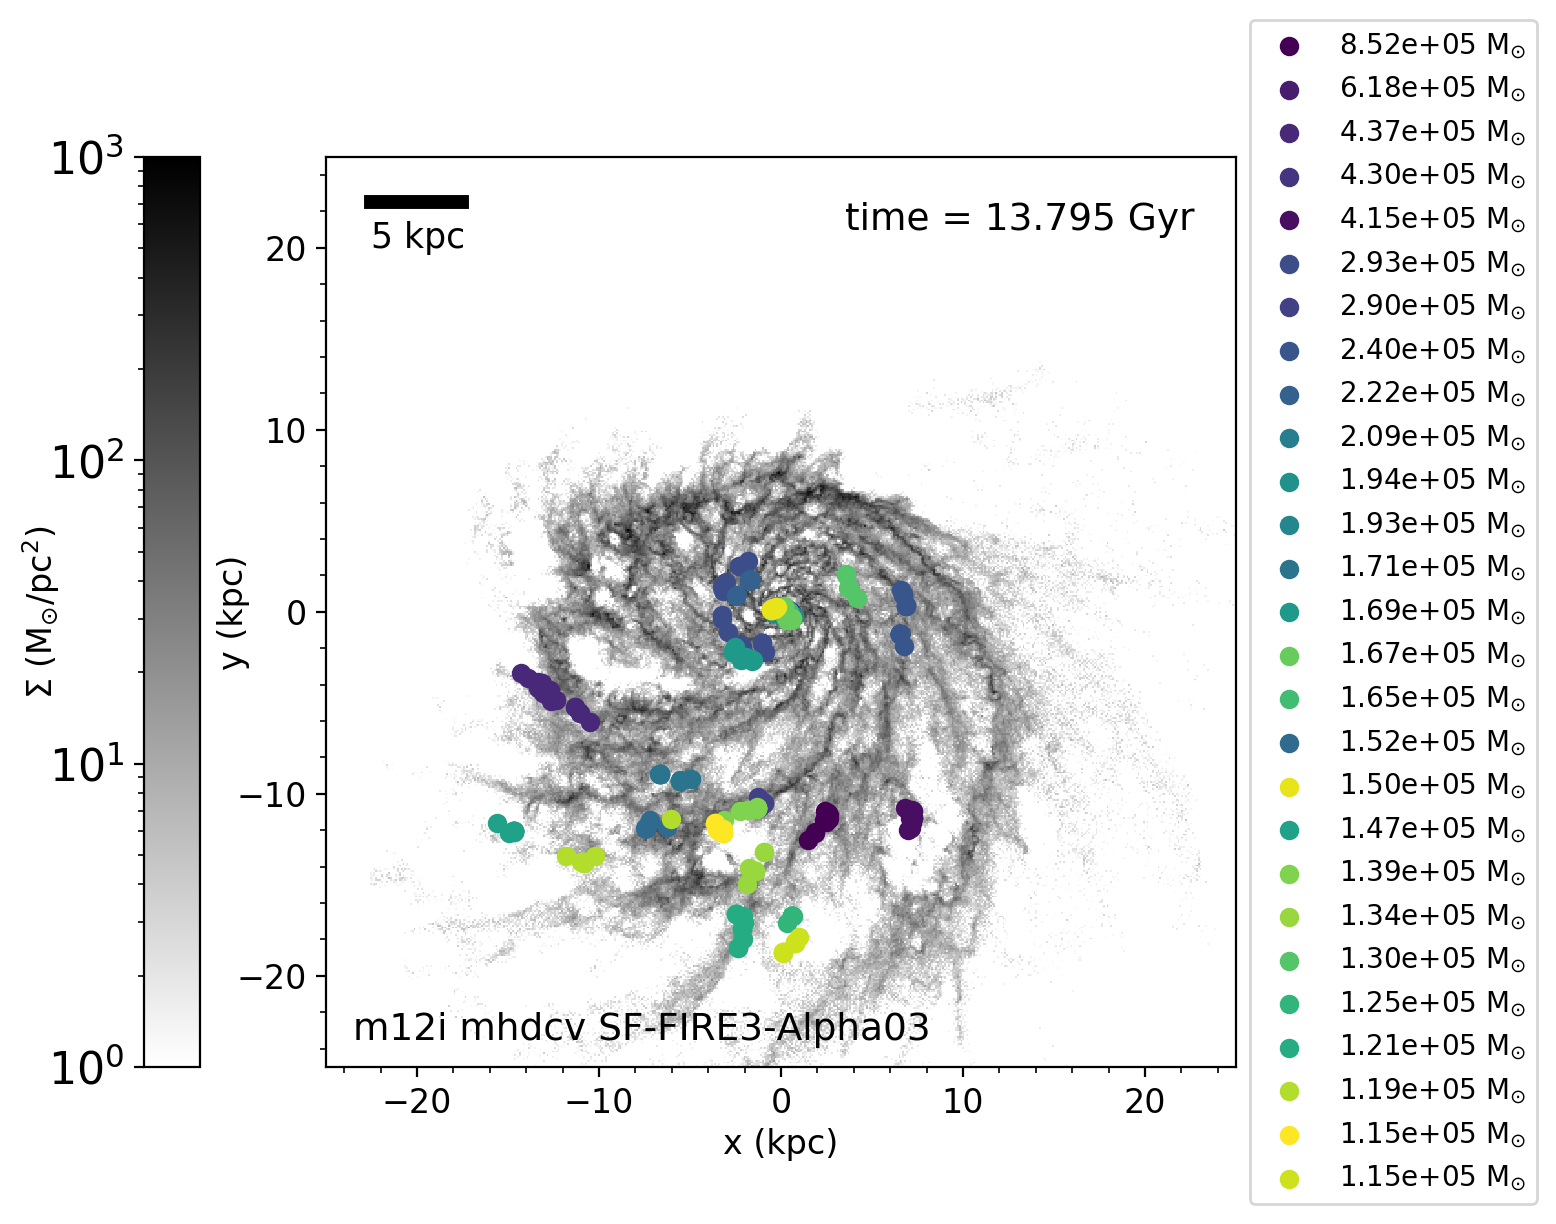 10³
10²
10¹
10⁰
Σ (M⊙/pc²)
20
10
0
−10
−20
y (kpc)
5 kpc
time = 13.795 Gyr
m12i mhdcv SF-FIRE3-Alpha03
−20 −10 0 10 20
x (kpc)
8.52e+05 M⊙
6.18e+05 M⊙
4.37e+05 M⊙
4.30e+05 M⊙
4.15e+05 M⊙
2.93e+05 M⊙
2.90e+05 M⊙
2.40e+05 M⊙
2.22e+05 M⊙
2.09e+05 M⊙
1.94e+05 M⊙
1.93e+05 M⊙
1.71e+05 M⊙
1.69e+05 M⊙
1.67e+05 M⊙
1.65e+05 M⊙
1.52e+05 M⊙
1.50e+05 M⊙
1.47e+05 M⊙
1.39e+05 M⊙
1.34e+05 M⊙
1.30e+05 M⊙
1.25e+05 M⊙
1.21e+05 M⊙
1.19e+05 M⊙
1.15e+05 M⊙
1.15e+05 M⊙